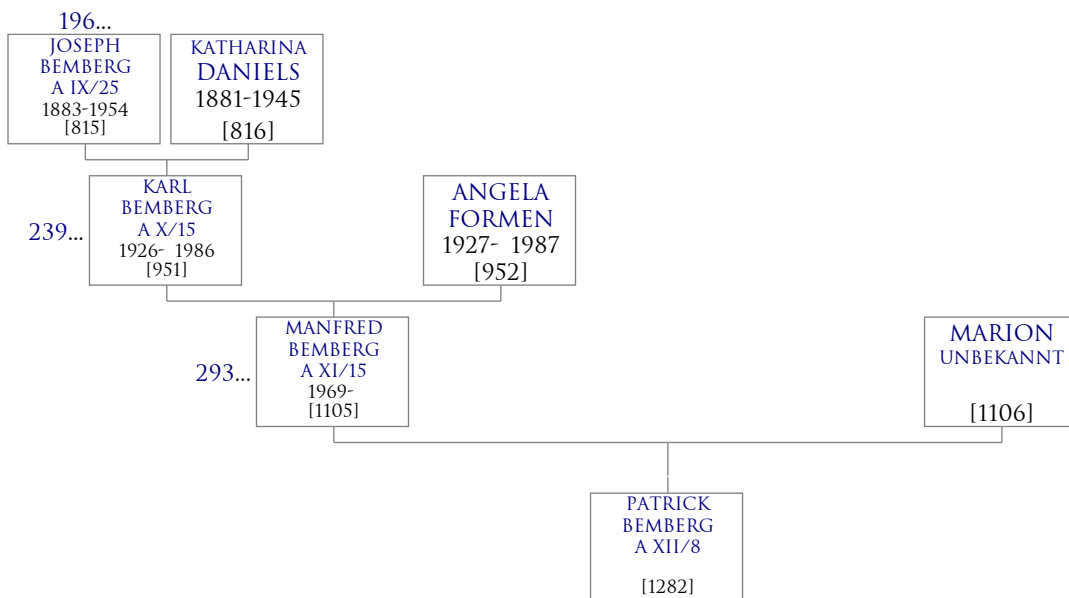 196...
JOSEPH
BEMBERG
A IX/25
1883-1954
[815]
KATHARINA
DANIELS
1881-1945
[816]
239...
KARL
BEMBERG
A X/15
1926- 1986
[951]
ANGELA
FORMEN
1927- 1987
[952]
293...
MANFRED
BEMBERG
A XI/15
1969-
[1105]
MARION
UNBEKANNT
[1106]
PATRICK
BEMBERG
A XII/8
[1282]